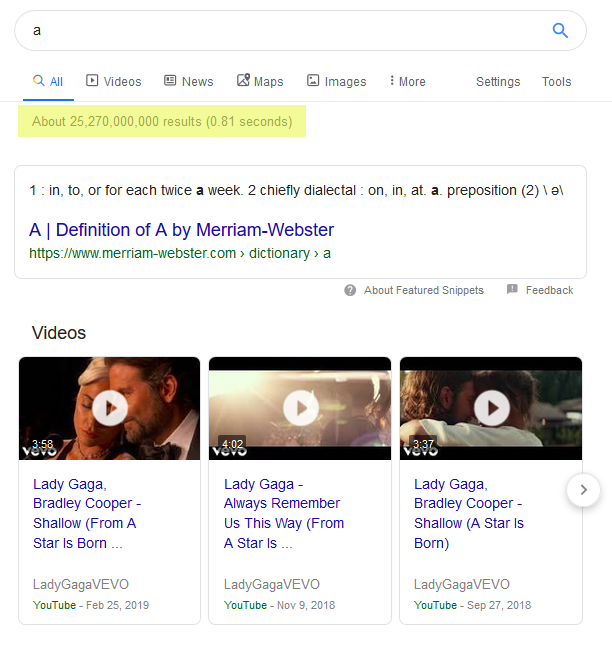 a
All Videos News Maps Images More Settings Tools
About 25,270,000,000 results (0.81 seconds)
1 : in, to, or for each twice a week. 2 chiefly dialectal : on, in, at. a. preposition (2) \ ə\
A | Definition of A by Merriam-Webster
https://www.merriam-webster.com › dictionary › a
About Featured Snippets Feedback
Videos
3:58
vevo
4:02
vevo
3:37
vevo
Lady Gaga,
Bradley Cooper -
Shallow (From A
Star Is Born ...
LadyGagaVEVO
YouTube - Feb 25, 2019
Lady Gaga -
Always Remember
Us This Way (From
A Star Is ...
LadyGagaVEVO
YouTube - Nov 9, 2018
Lady Gaga,
Bradley Cooper -
Shallow (A Star Is
Born)
LadyGagaVEVO
YouTube - Sep 27, 2018